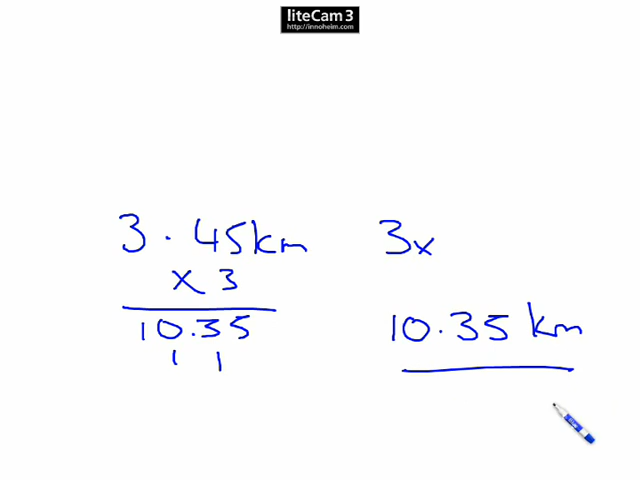 liteCam 3
http://innoheim.com
3.45km
x 3
10.35
1 1
3x
10.35 km